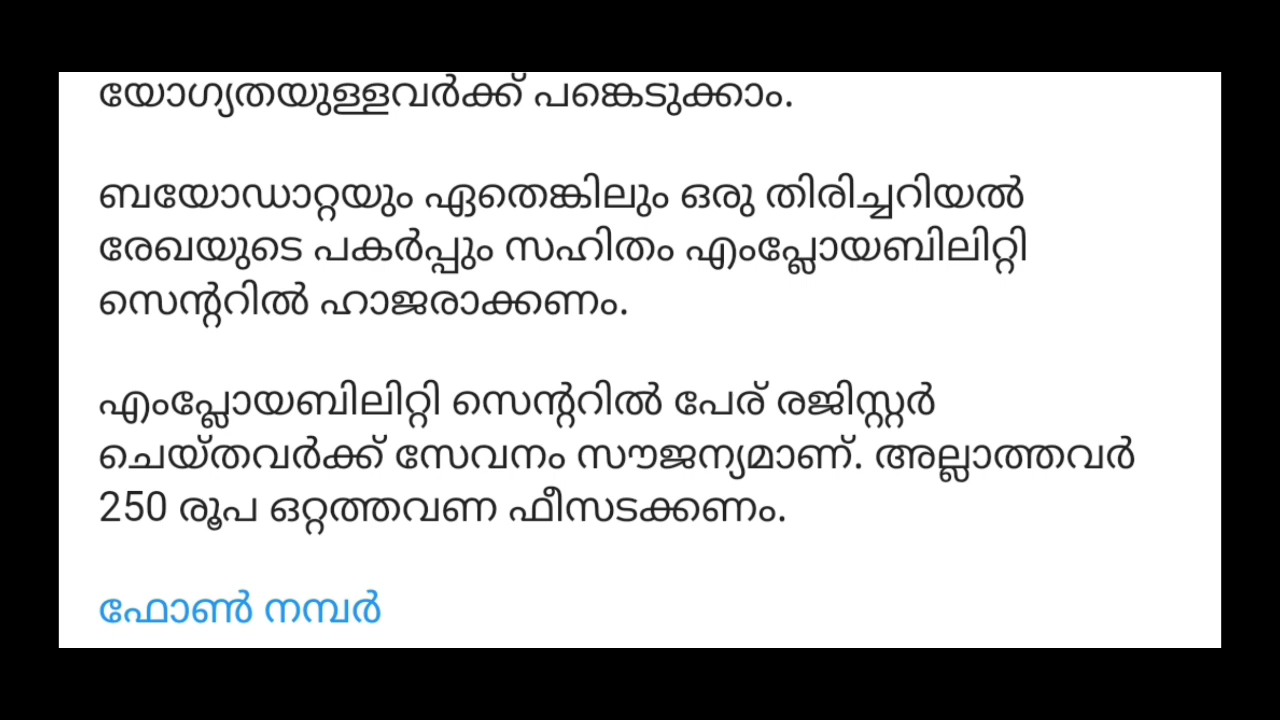 യോഗ്യതയുള്ളവർക്ക് പങ്കെടുക്കാം.
ബയോഡാറ്റയും ഏതെങ്കിലും ഒരു തിരിച്ചറിയൽ
രേഖയുടെ പകർപ്പും സഹിതം എംപ്ലോയബിലിറ്റി
സെന്ററിൽ ഹാജരാക്കണം.
എംപ്ലോയബിലിറ്റി സെന്ററിൽ പേര് രജിസ്റ്റർ
ചെയ്തവർക്ക് സേവനം സൗജന്യമാണ്. അല്ലാത്തവർ
250 രൂപ ഒറ്റത്തവണ ഫീസടക്കണം.
ഫോൺ നമ്പർ